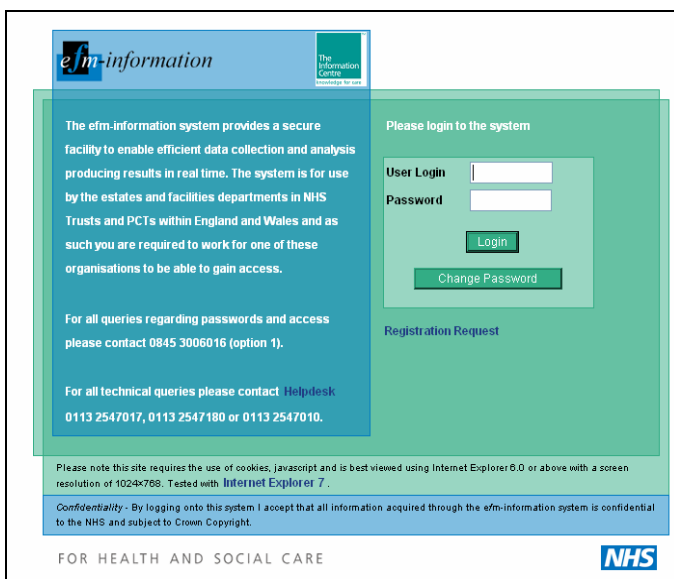 efm-information
The
Information
Centre
knowledge for care
The efm-information system provides a secure
facility to enable efficient data collection and analysis
producing results in real time. The system is for use
by the estates and facilities departments in NHS
Trusts and PCTs within England and Wales and as
such you are required to work for one of these
organisations to be able to gain access.
For all queries regarding passwords and access
please contact 0845 3006016 (option 1).
For all technical queries please contact Helpdesk
0113 2547017, 0113 2547180 or 0113 2547010.
Please login to the system
User Login
Password
Login
Change Password
Registration Request
Please note this site requires the use of cookies, javascript and is best viewed using Internet Explorer 6.0 or above with a screen
resolution of 1024x768. Tested with Internet Explorer 7 .
Confidentiality - By logging onto this system I accept that all information acquired through the efm-information system is confidential
to the NHS and subject to Crown Copyright.
FOR HEALTH AND SOCIAL CARE
NHS